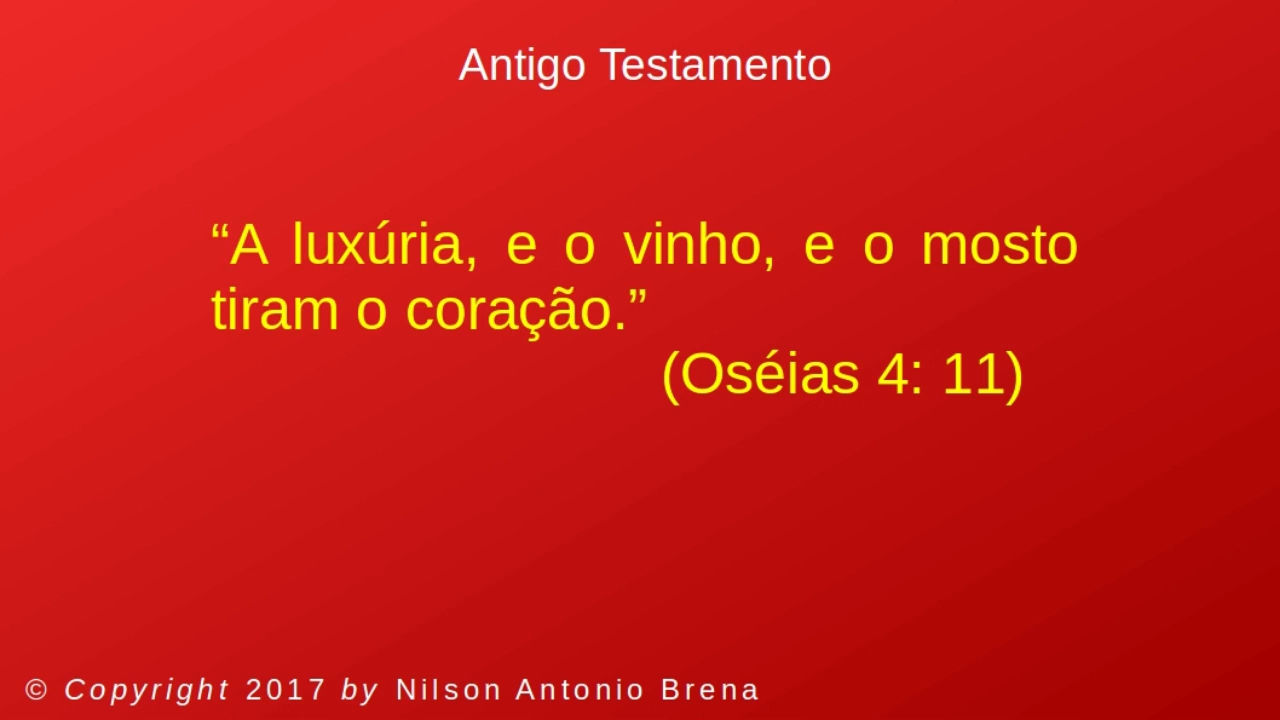 Antigo Testamento
“A luxúria, e o vinho, e o mosto
tiram o coração.”
(Oséias 4: 11)
© Copyright 2017 by Nilson Antonio Brena